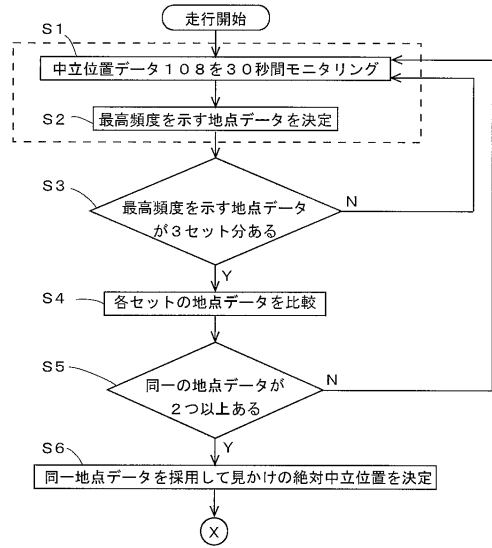 走行開始
S1
中立位置データ108を30秒間モニタリング
S2
最高頻度を示す地点データを決定
S3
最高頻度を示す地点データ
が3セット分ある
N
Y
S4
各セットの地点データを比較
S5
同一の地点データが
2つ以上ある
N
Y
S6
同一地点データを採用して見かけの絶対中立位置を決定
X